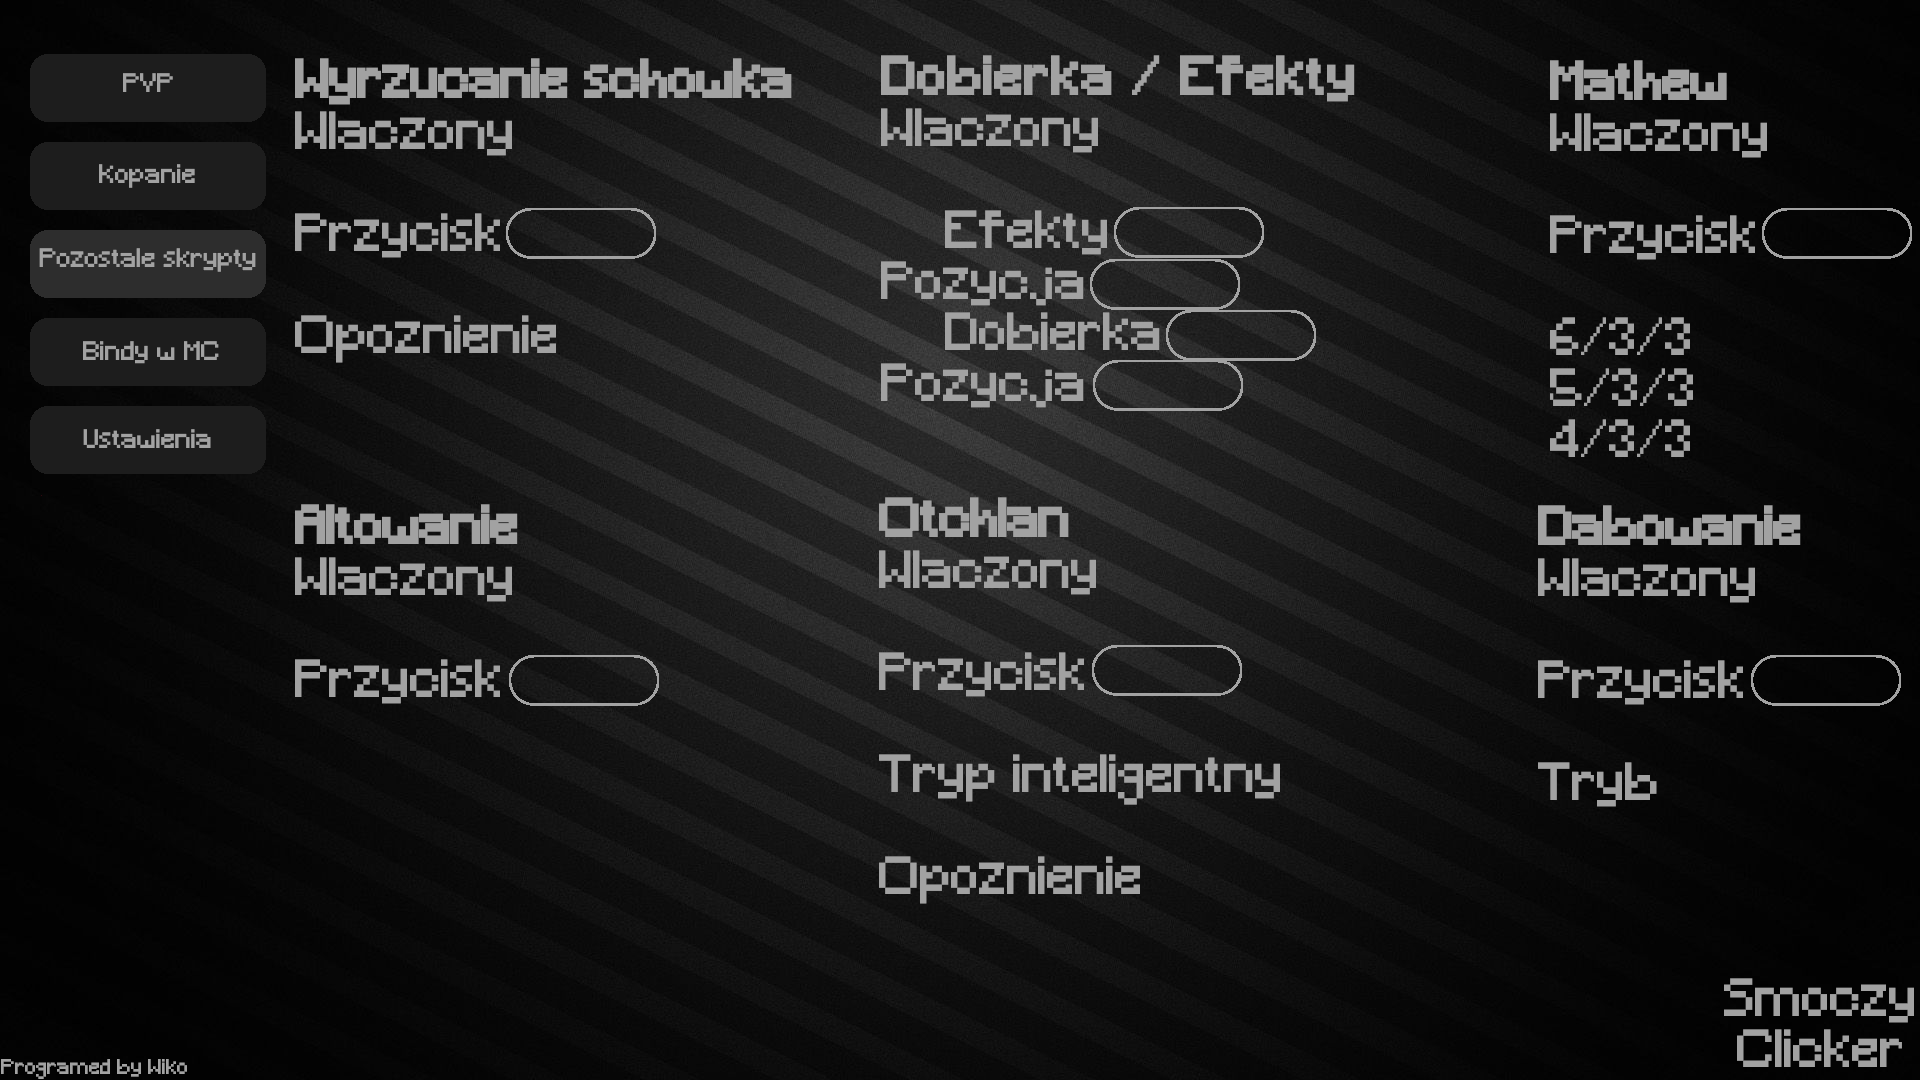 PVP
Kopanie
Pozostale skrypty
Bindy w MC
Ustawienia
Wyrzucanie schowka
Wlaczony
Przycisk
Opoznienie
Dobierka / Efekty
Wlaczony
Efekty
Pozycja
Dobierka
Pozycja
Mathew
Wlaczony
Przycisk
6/3/3
5/3/3
4/3/3
Altowanie
Wlaczony
Przycisk
Otchlan
Wlaczony
Przycisk
Tryp inteligentny
Opoznienie
Dabowanie
Wlaczony
Przycisk
Tryb
Smoczy
Clicker
Programed by Wiko